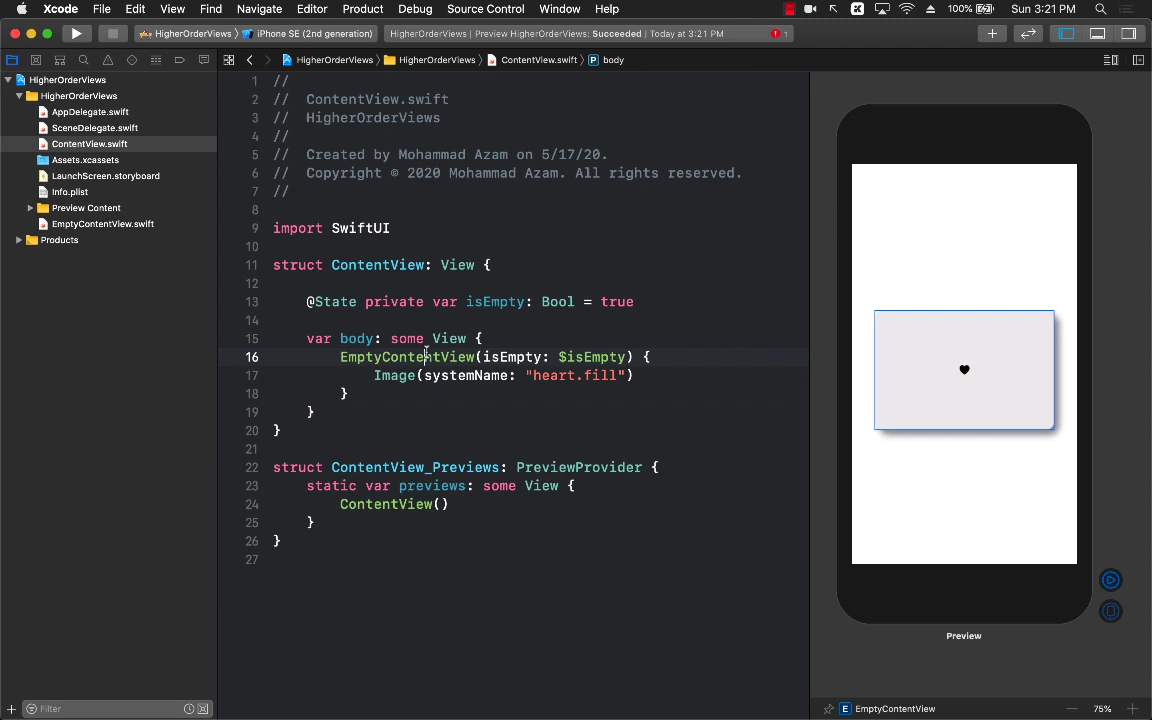 Xcode File Edit View Find Navigate Editor Product Debug Source Control Window Help 100% Sun 3:21 PM
HigherOrderViews iPhone SE (2nd generation) HigherOrderViews | Preview HigherOrderViews: Succeeded | Today at 3:21 PM 1
HigherOrderViews HigherOrderViews ContentView.swift P body
HigherOrderViews
HigherOrderViews
AppDelegate.swift
SceneDelegate.swift
ContentView.swift
Assets.xcassets
LaunchScreen.storyboard
Info.plist
Preview Content
EmptyContentView.swift
Products
Filter
1 //
2 // ContentView.swift
3 // HigherOrderViews
4 //
5 // Created by Mohammad Azam on 5/17/20.
6 // Copyright © 2020 Mohammad Azam. All rights reserved.
7 //
8
9 import SwiftUI
10
11 struct ContentView: View {
12
13 @State private var isEmpty: Bool = true
14
15 var body: some View {
16 EmptyContentView(isEmpty: $isEmpty) {
17 Image(systemName: "heart.fill")
18 }
19 }
20 }
21
22 struct ContentView_Previews: PreviewProvider {
23 static var previews: some View {
24 ContentView()
25 }
26 }
27
Preview
E EmptyContentView 75%